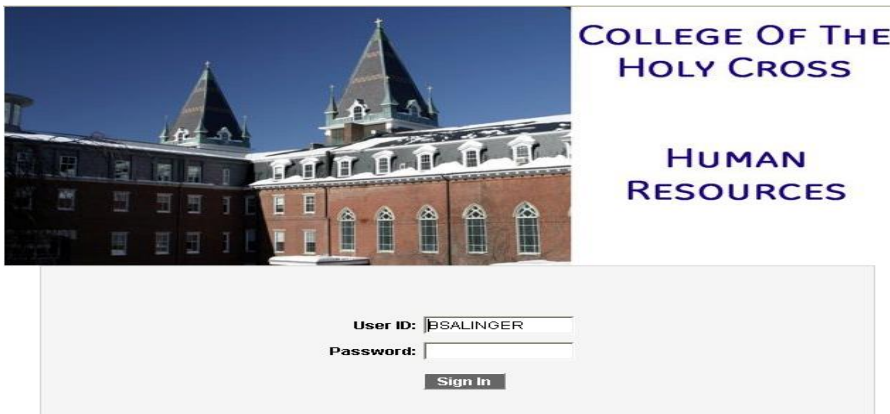 COLLEGE OF THE
HOLY CROSS
HUMAN
RESOURCES
User ID: BSALINGER
Password:
Sign In